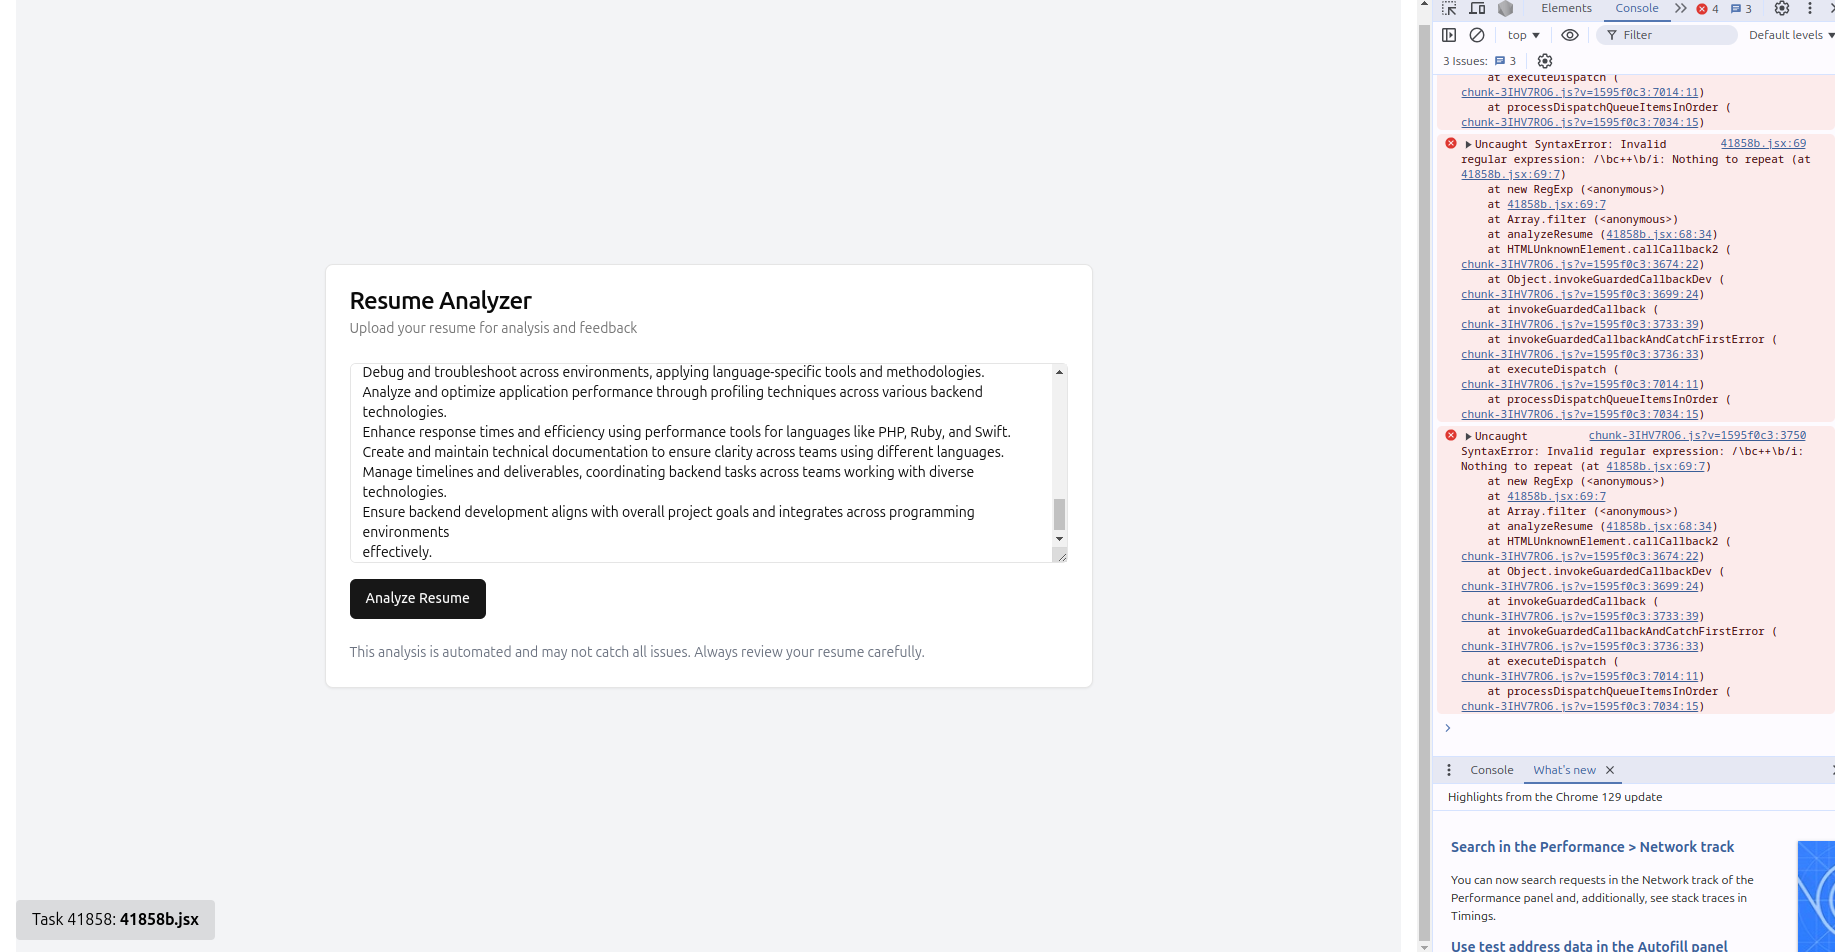 Resume Analyzer
Upload your resume for analysis and feedback
Debug and troubleshoot across environments, applying language-specific tools and methodologies.
Analyze and optimize application performance through profiling techniques across various backend
technologies.
Enhance response times and efficiency using performance tools for languages like PHP, Ruby, and Swift.
Create and maintain technical documentation to ensure clarity across teams using different languages.
Manage timelines and deliverables, coordinating backend tasks across teams working with diverse
technologies.
Ensure backend development aligns with overall project goals and integrates across programming
environments
effectively.
Analyze Resume
This analysis is automated and may not catch all issues. Always review your resume carefully.
Task 41858: 41858b.jsx
Elements Console 4 3
top Filter Default levels
3 Issues: 3
at executeDispatch (
chunk-3IHV7RO6.js?v=1595f0c3:7014:11)
at processDispatchQueueItemsInOrder (
chunk-3IHV7RO6.js?v=1595f0c3:7034:15)
Uncaught SyntaxError: Invalid 41858b.jsx:69
regular expression: /\bc++\b/i: Nothing to repeat (at
41858b.jsx:69:7)
at new RegExp (<anonymous>)
at 41858b.jsx:69:7
at Array.filter (<anonymous>)
at analyzeResume (41858b.jsx:68:34)
at HTMLUnknownElement.callCallback2 (
chunk-3IHV7RO6.js?v=1595f0c3:3674:22)
at Object.invokeGuardedCallbackDev (
chunk-3IHV7RO6.js?v=1595f0c3:3699:24)
at invokeGuardedCallback (
chunk-3IHV7RO6.js?v=1595f0c3:3733:39)
at invokeGuardedCallbackAndCatchFirstError (
chunk-3IHV7RO6.js?v=1595f0c3:3736:33)
at executeDispatch (
chunk-3IHV7RO6.js?v=1595f0c3:7014:11)
at processDispatchQueueItemsInOrder (
chunk-3IHV7RO6.js?v=1595f0c3:7034:15)
Uncaught chunk-3IHV7RO6.js?v=1595f0c3:3750
SyntaxError: Invalid regular expression: /\bc++\b/i:
Nothing to repeat (at 41858b.jsx:69:7)
at new RegExp (<anonymous>)
at 41858b.jsx:69:7
at Array.filter (<anonymous>)
at analyzeResume (41858b.jsx:68:34)
at HTMLUnknownElement.callCallback2 (
chunk-3IHV7RO6.js?v=1595f0c3:3674:22)
at Object.invokeGuardedCallbackDev (
chunk-3IHV7RO6.js?v=1595f0c3:3699:24)
at invokeGuardedCallback (
chunk-3IHV7RO6.js?v=1595f0c3:3733:39)
at invokeGuardedCallbackAndCatchFirstError (
chunk-3IHV7RO6.js?v=1595f0c3:3736:33)
at executeDispatch (
chunk-3IHV7RO6.js?v=1595f0c3:7014:11)
at processDispatchQueueItemsInOrder (
chunk-3IHV7RO6.js?v=1595f0c3:7034:15)
Console What's new
Highlights from the Chrome 129 update
Search in the Performance > Network track
You can now search requests in the Network track of the
Performance panel and, additionally, see stack traces in
Timings.
Use test address data in the Autofill panel